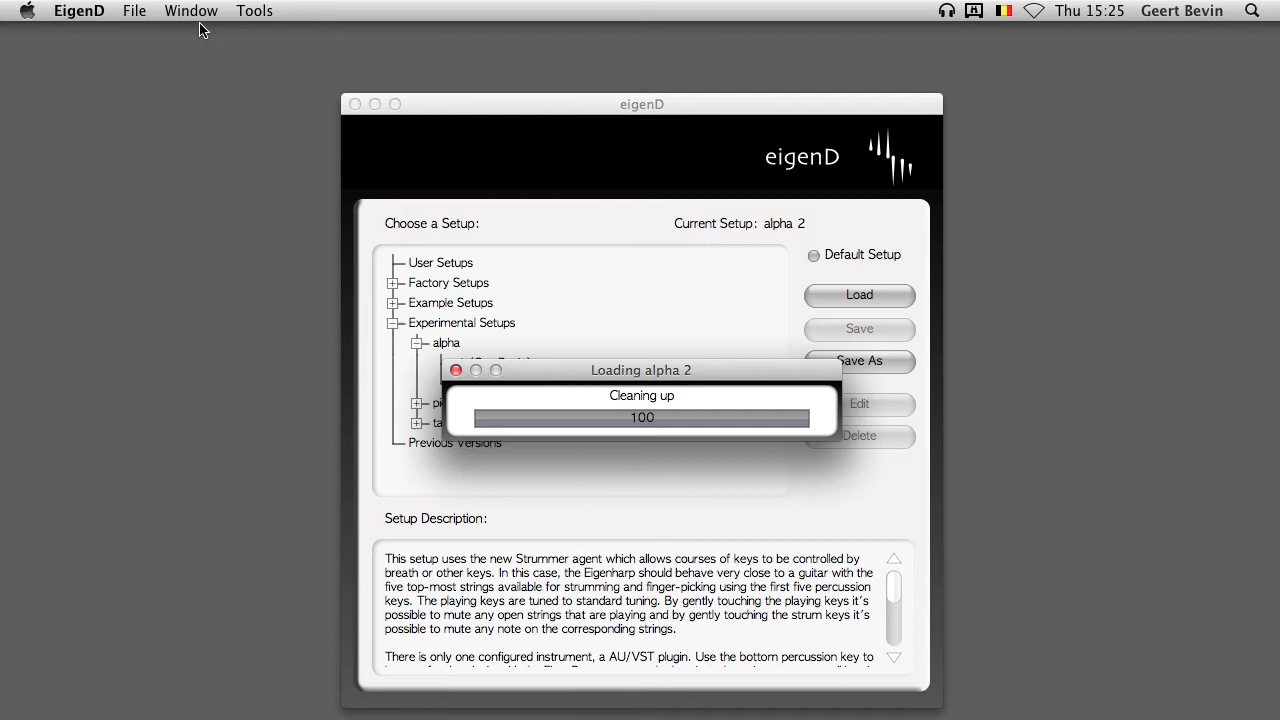 EigenD File Window Tools Thu 15:25 Geert Bevin
eigenD
eigenD
Choose a Setup: Current Setup: alpha 2
User Setups
Default Setup
Factory Setups
Load
Example Setups
Experimental Setups
Save
alpha
Save As
Loading alpha 2
Cleaning up
100
Edit
Delete
Previous Versions
Setup Description:
This setup uses the new Strummer agent which allows courses of keys to be controlled by
breath or other keys. In this case, the Eigenharp should behave very close to a guitar with the
five top-most strings available for strumming and finger-picking using the first five percussion
keys. The playing keys are tuned to standard tuning. By gently touching the playing keys it's
possible to mute any open strings that are playing and by gently touching the strum keys it's
possible to mute any note on the corresponding strings.
There is only one configured instrument, a AU/VST plugin. Use the bottom percussion key to